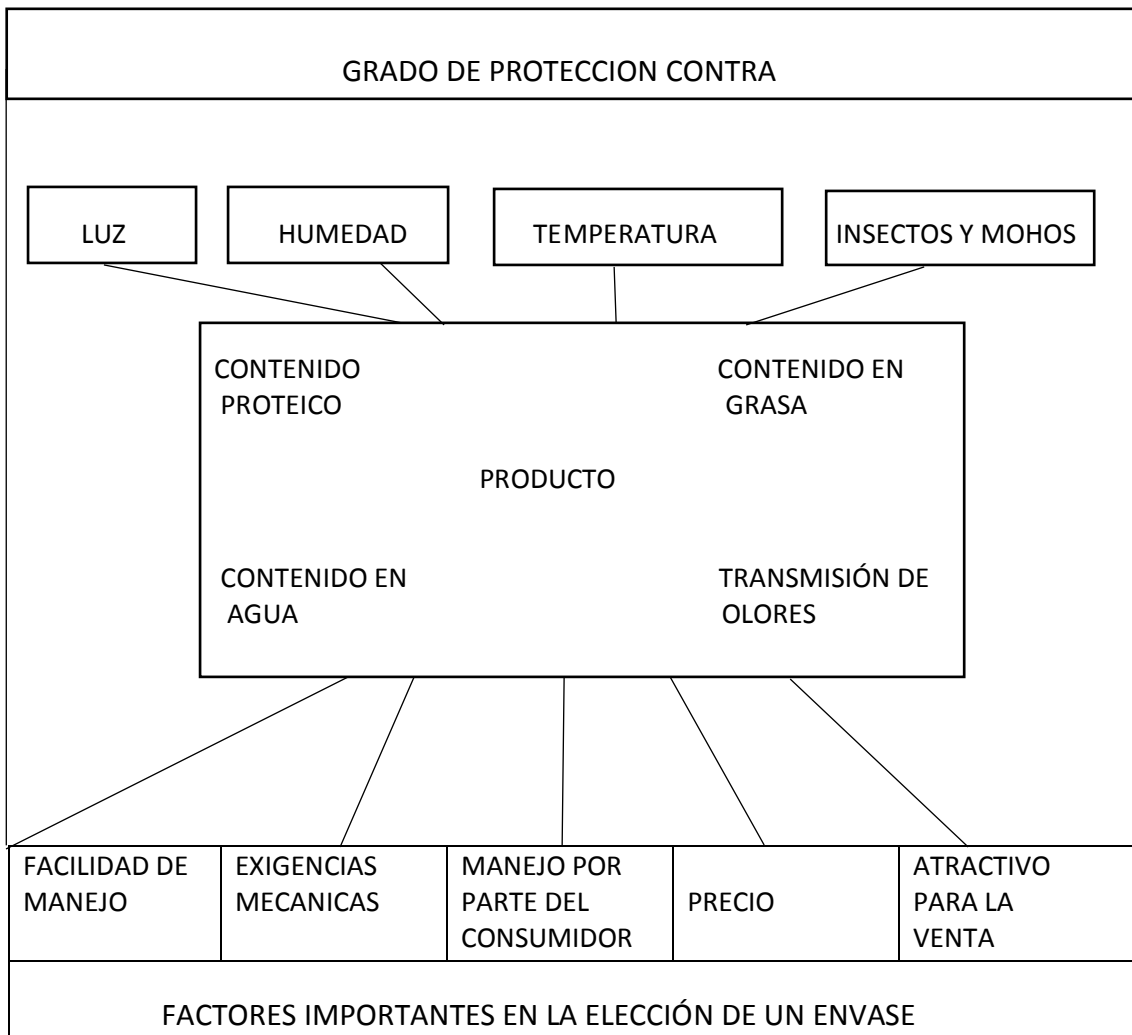 GRADO DE PROTECCION CONTRA
LUZ
HUMEDAD
TEMPERATURA
INSECTOS Y MOHOS
CONTENIDO
PROTEICO
CONTENIDO EN
GRASA
PRODUCTO
CONTENIDO EN
AGUA
TRANSMISIÓN DE
OLORES
FACILIDAD DE
MANEJO
EXIGENCIAS
MECANICAS
MANEJO POR
PARTE DEL
CONSUMIDOR
PRECIO
ATRACTIVO
PARA LA
VENTA
FACTORES IMPORTANTES EN LA ELECCIÓN DE UN ENVASE